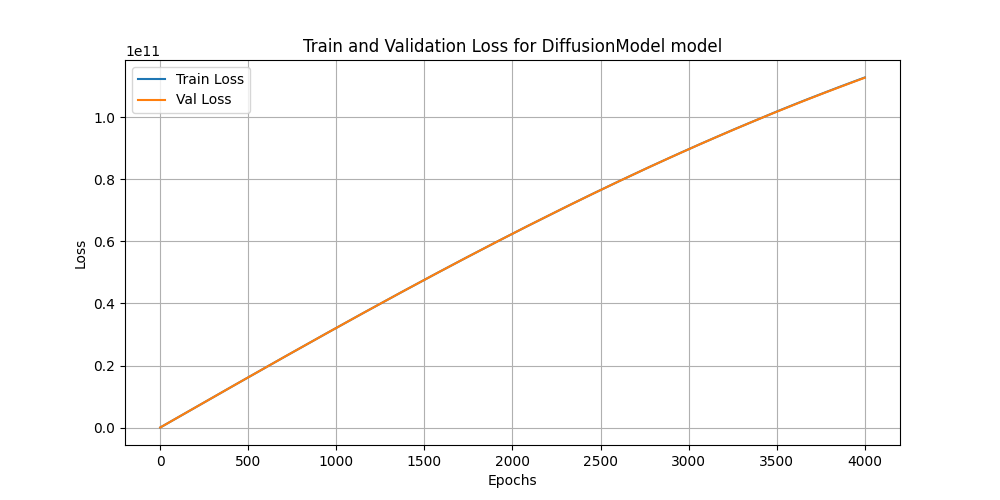 Train and Validation Loss for DiffusionModel model
1e11
Train Loss
Val Loss
1.0
0.8
0.6
0.4
0.2
0.0
Loss
0 500 1000 1500 2000 2500 3000 3500 4000
Epochs